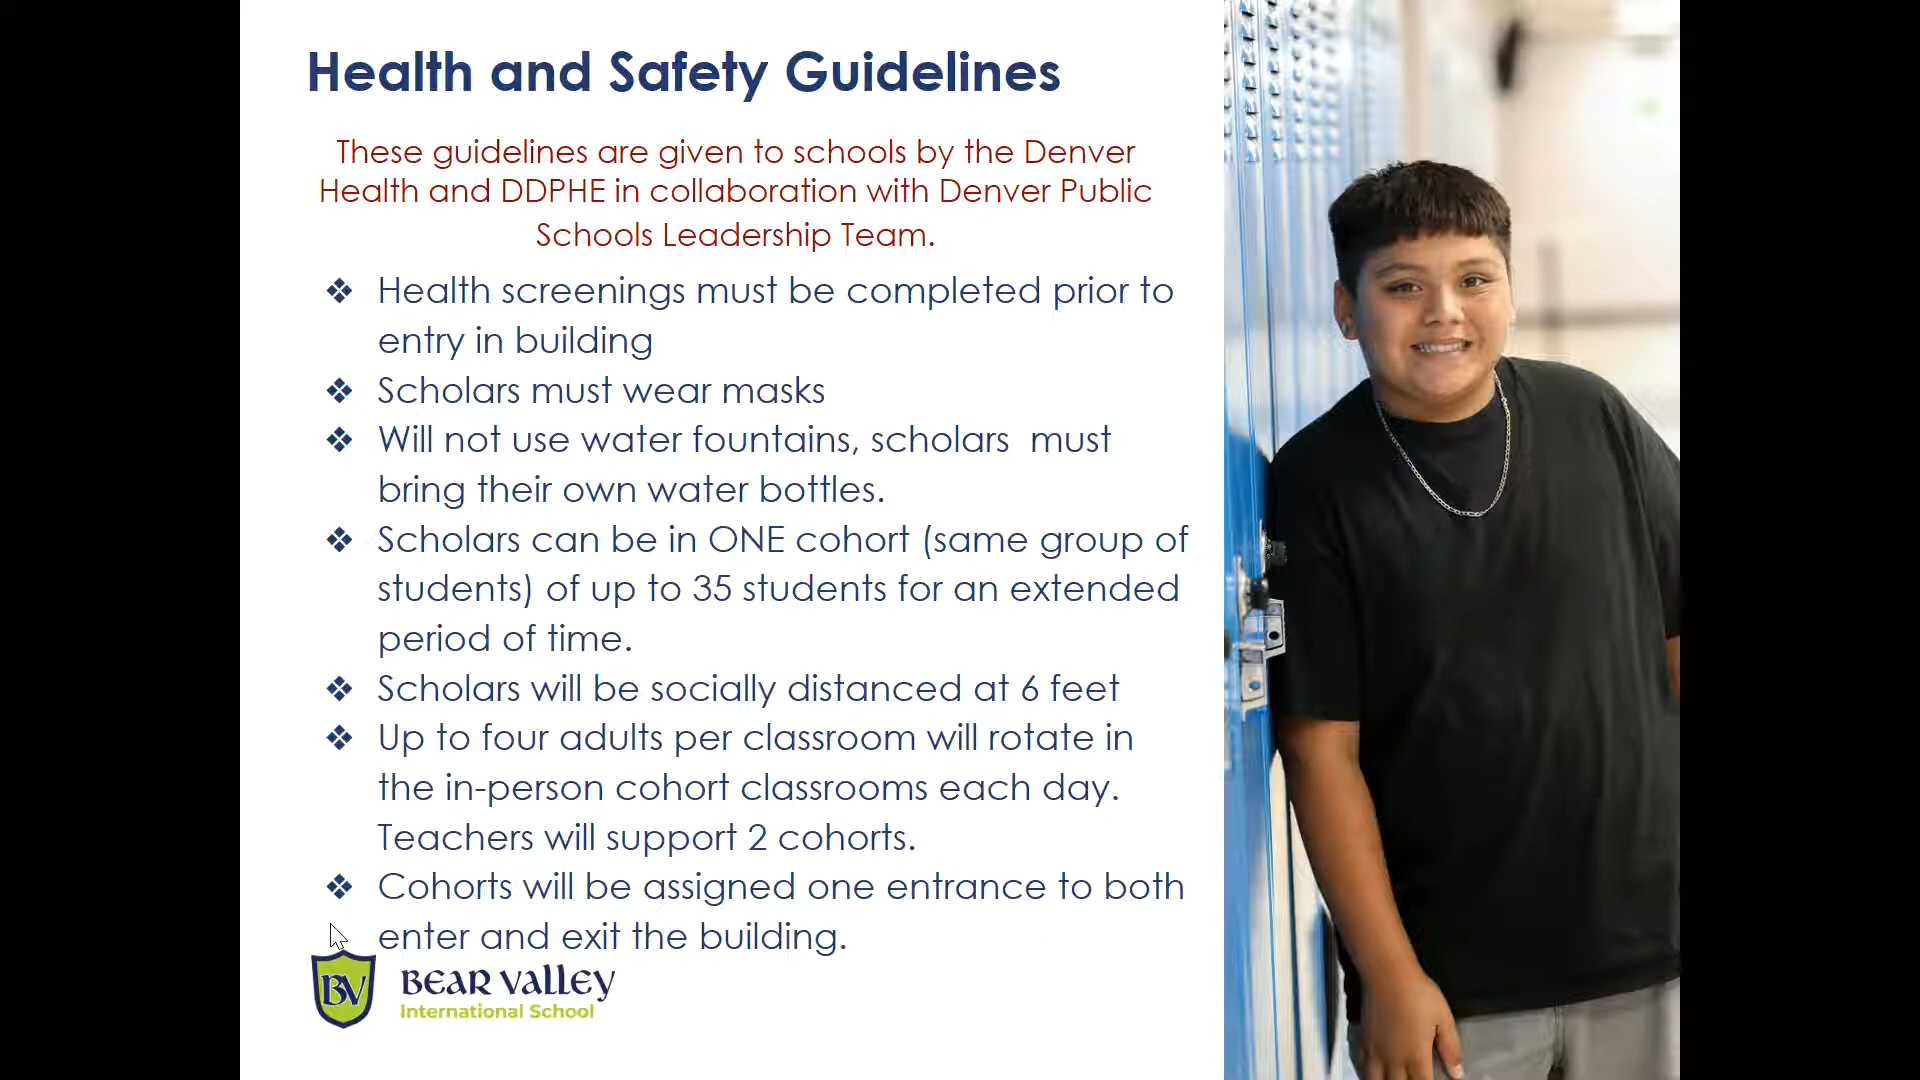 Health and Safety Guidelines
These guidelines are given to schools by the Denver
Health and DDPHE in collaboration with Denver Public
Schools Leadership Team.
❖ Health screenings must be completed prior to
entry in building
❖ Scholars must wear masks
❖ Will not use water fountains, scholars  must
bring their own water bottles.
❖ Scholars can be in ONE cohort (same group of
students) of up to 35 students for an extended
period of time.
❖ Scholars will be socially distanced at 6 feet
❖ Up to four adults per classroom will rotate in
the in-person cohort classrooms each day.
Teachers will support 2 cohorts.
❖ Cohorts will be assigned one entrance to both
enter and exit the building.
BV
BEAR VALLEY
International School